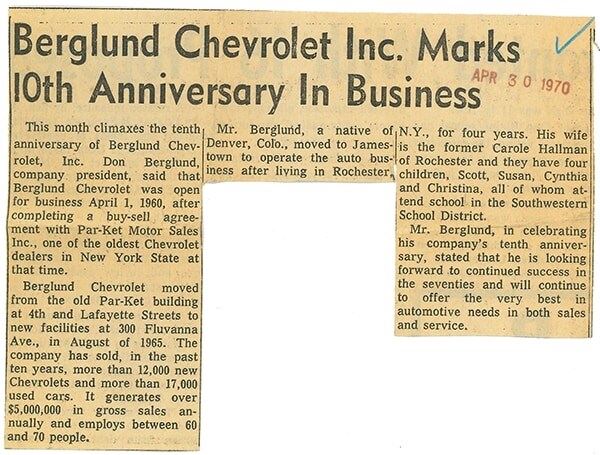 Berglund Chevrolet Inc. Marks
10th Anniversary In Business
APR 30 1970
This month climaxes the tenth
anniversary of Berglund Chev-
rolet, Inc. Don Berglund,
company president, said that
Berglund Chevrolet was open
for business April 1, 1960, after
completing a buy-sell agree-
ment with Par-Ket Motor Sales
Inc., one of the oldest Chevrolet
dealers in New York State at
that time.
Berglund Chevrolet moved
from the old Par-Ket building
at 4th and Lafayette Streets to
new facilities at 300 Fluvanna
Ave., in August of 1965. The
company has sold, in the past
ten years, more than 12,000 new
Chevrolets and more than 17,000
used cars. It generates over
$5,000,000 in gross sales an-
nually and employs between 60
and 70 people.
Mr. Berglund, a native of
Denver, Colo., moved to James-
town to operate the auto bus-
iness after living in Rochester,
N.Y., for four years. His wife
is the former Carole Hallman
of Rochester and they have four
children, Scott, Susan, Cynthia
and Christina, all of whom at-
tend school in the Southwestern
School District.
Mr. Berglund, in celebrating
his company's tenth anniver-
sary, stated that he is looking
forward to continued success in
the seventies and will continue
to offer the very best in
automotive needs in both sales
and service.